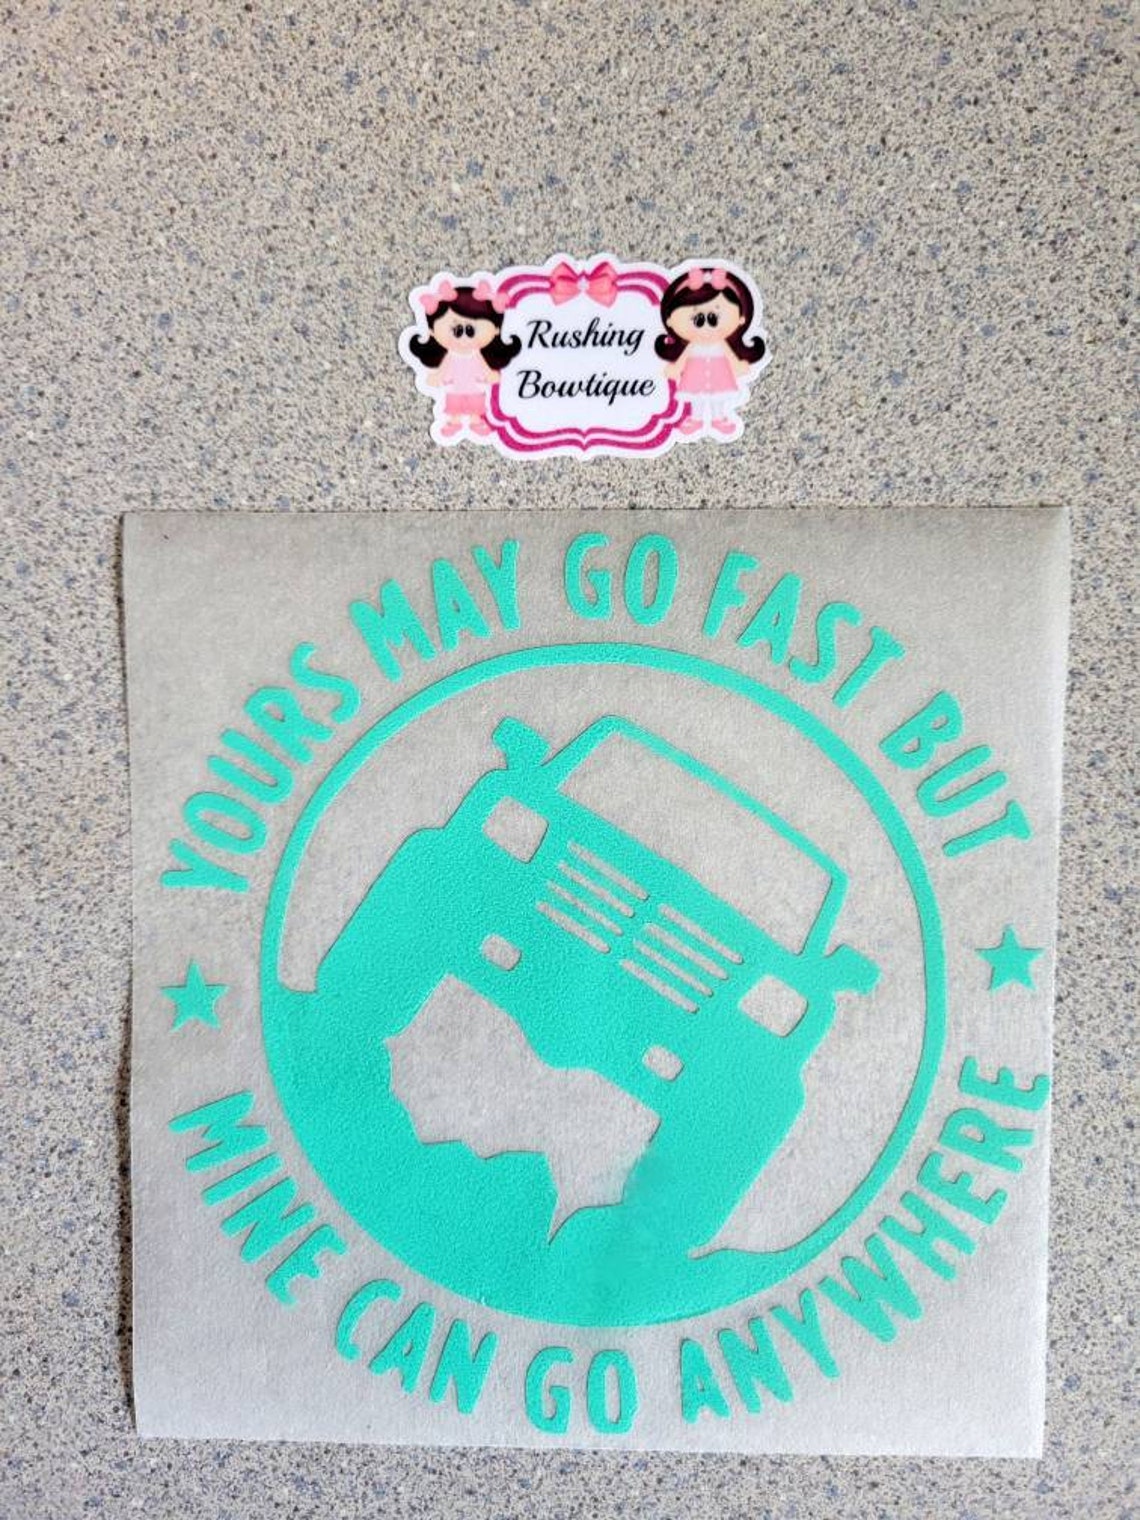 Rushing
Bowtique
YOURS MAY GO FAST BUT
MINE CAN GO ANYWHERE